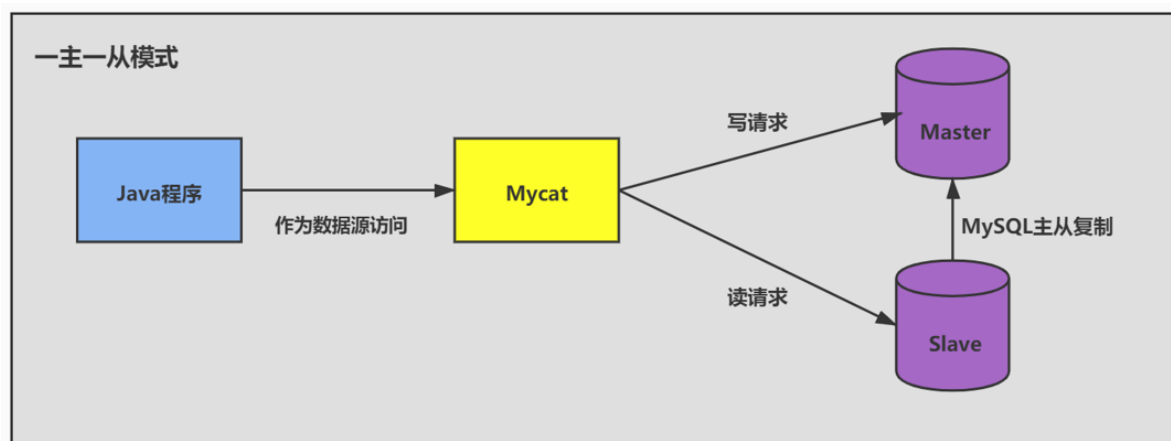 一主一从模式
Java程序
作为数据源访问
Mycat
写请求
读请求
Master
MySQL主从复制
Slave